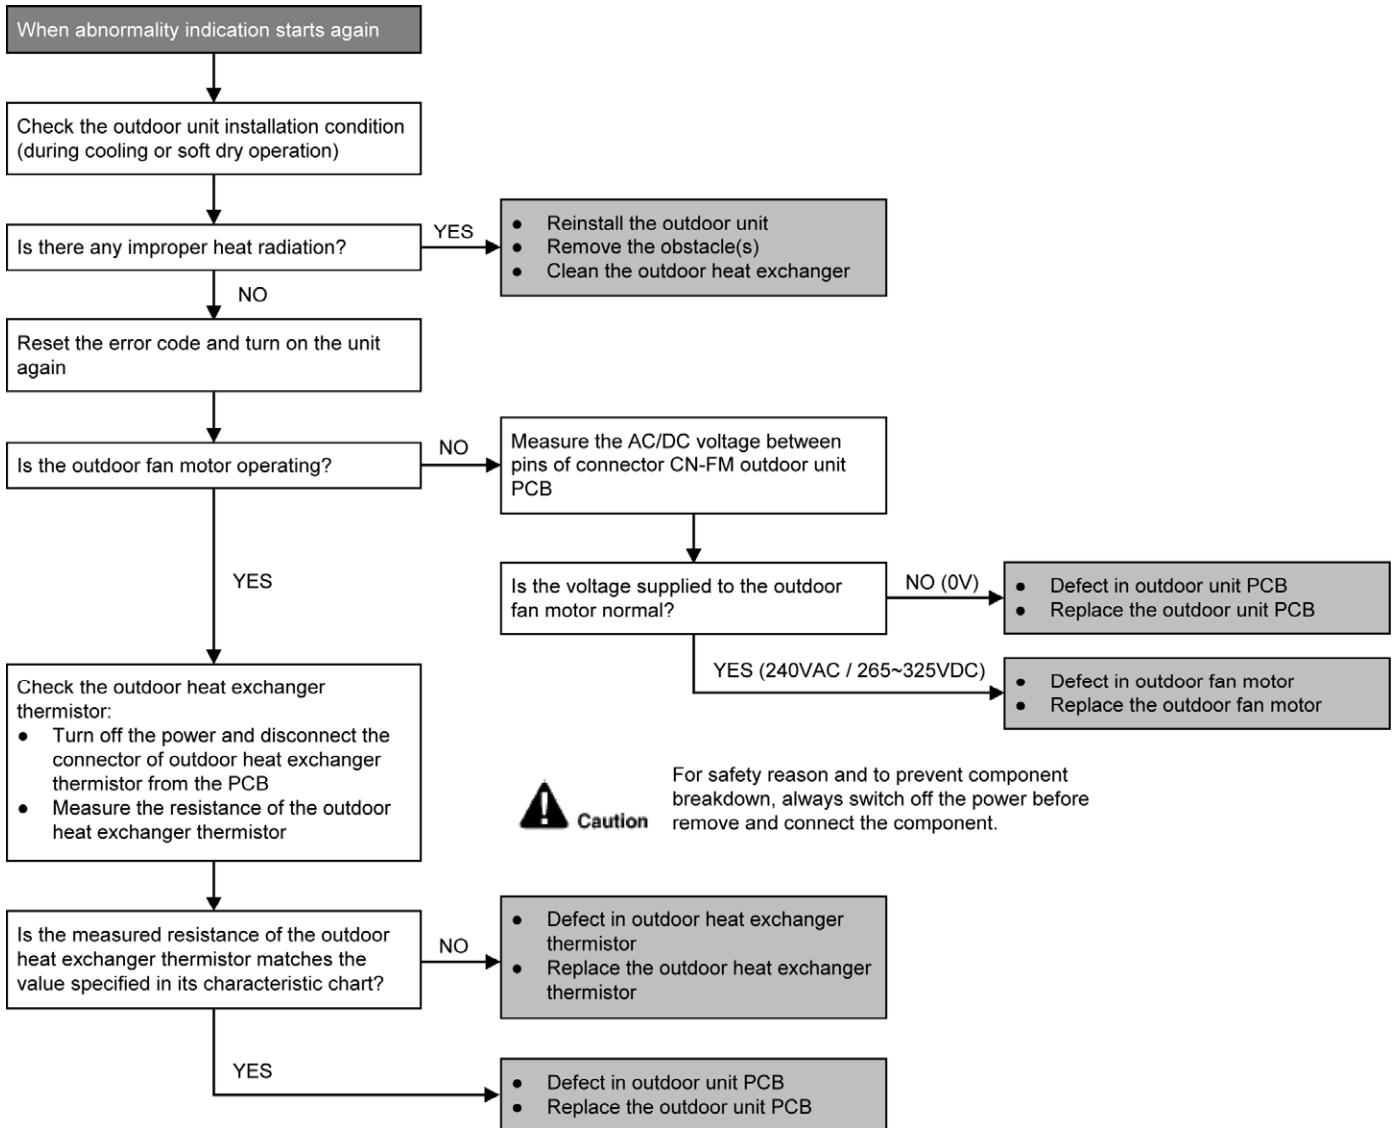 When abnormality indication starts again
Check the outdoor unit installation condition
(during cooling or soft dry operation)
Is there any improper heat radiation?
YES
● Reinstall the outdoor unit
● Remove the obstacle(s)
● Clean the outdoor heat exchanger
NO
Reset the error code and turn on the unit
again
Is the outdoor fan motor operating?
NO
Measure the AC/DC voltage between
pins of connector CN-FM outdoor unit
PCB
YES
Is the voltage supplied to the outdoor
fan motor normal?
NO (0V)
● Defect in outdoor unit PCB
● Replace the outdoor unit PCB
YES (240VAC / 265~325VDC)
● Defect in outdoor fan motor
● Replace the outdoor fan motor
Check the outdoor heat exchanger
thermistor:
● Turn off the power and disconnect the
connector of outdoor heat exchanger
thermistor from the PCB
● Measure the resistance of the outdoor
heat exchanger thermistor
Caution
For safety reason and to prevent component
breakdown, always switch off the power before
remove and connect the component.
Is the measured resistance of the outdoor
heat exchanger thermistor matches the
value specified in its characteristic chart?
NO
● Defect in outdoor heat exchanger
thermistor
● Replace the outdoor heat exchanger
thermistor
YES
● Defect in outdoor unit PCB
● Replace the outdoor unit PCB